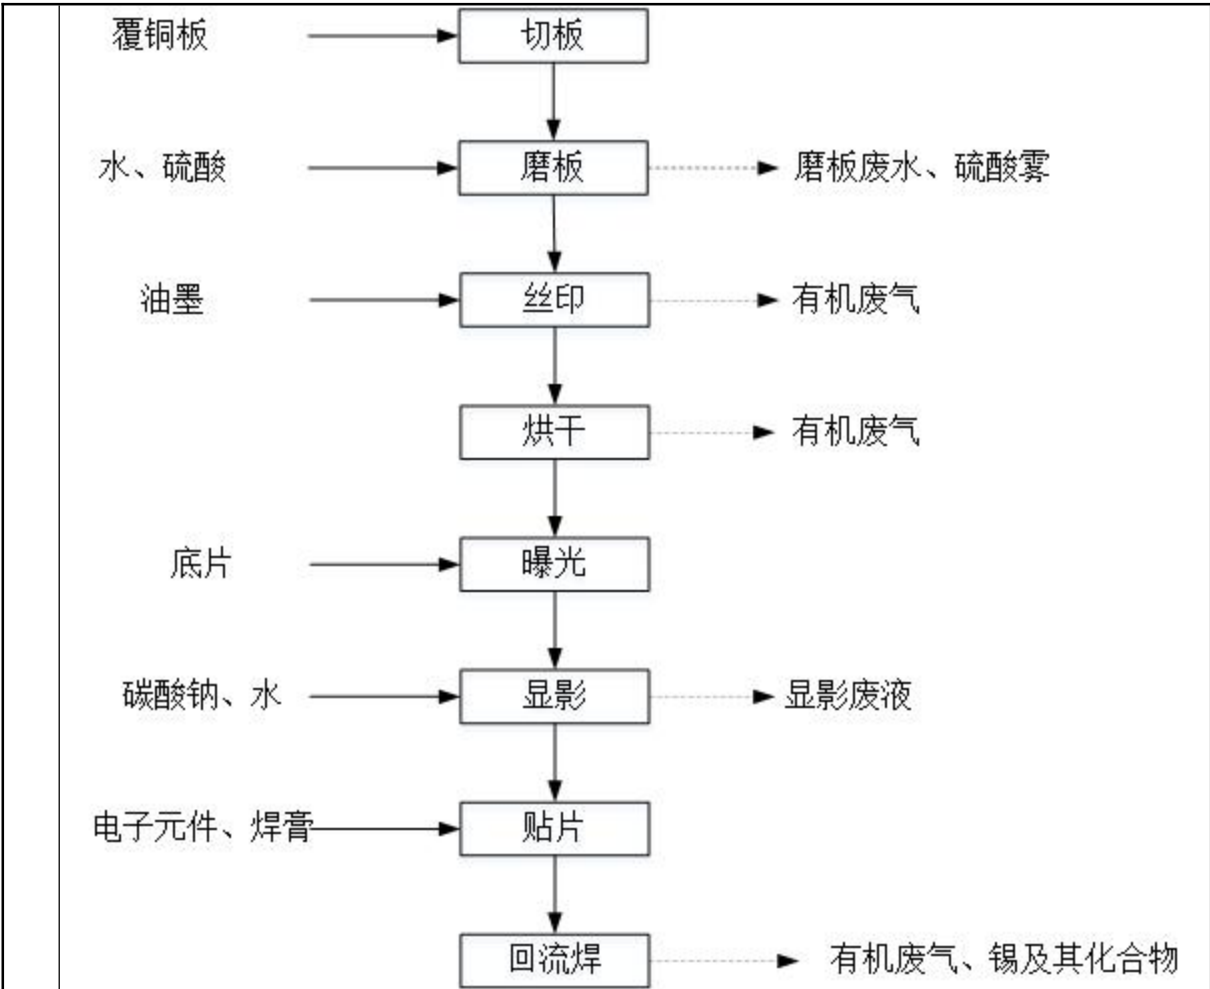 覆铜板 切板
水、硫酸 磨板 磨板废水、硫酸雾
油墨 丝印 有机废气
烘干 有机废气
底片 曝光
碳酸钠、水 显影 显影废液
电子元件、焊膏 贴片
回流焊 有机废气、锡及其化合物